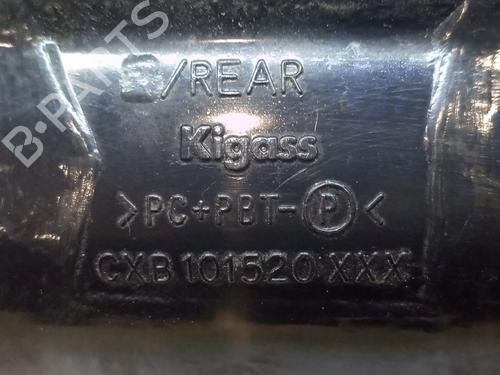 /REAR
Kigass
>PC+PBT-P<
CXB 101520 XXX
B-PARTS